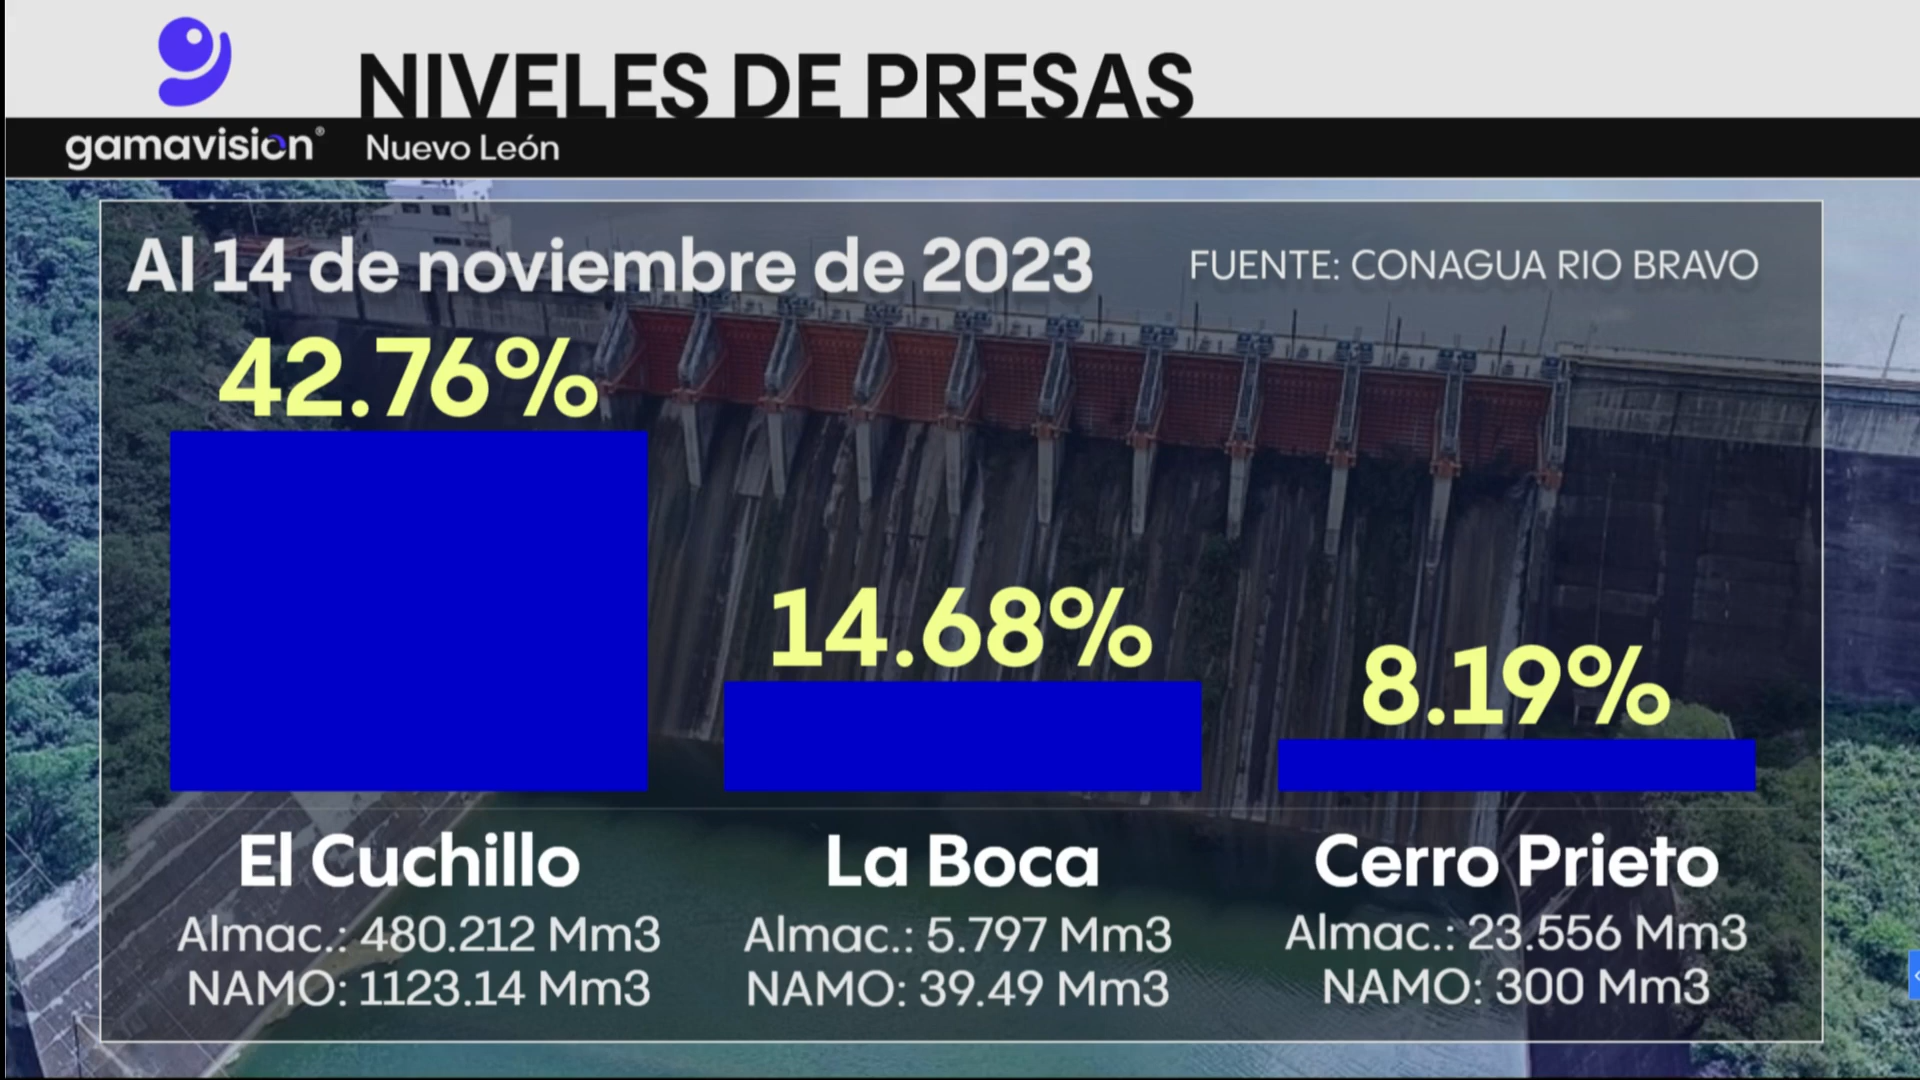 NIVELES DE PRESAS
gamavision® Nuevo León
Al 14 de noviembre de 2023 FUENTE: CONAGUA RIO BRAVO
42.76%
14.68%
8.19%
El Cuchillo
Almac.: 480.212 Mm3
NAMO: 1123.14 Mm3
La Boca
Almac.: 5.797 Mm3
NAMO: 39.49 Mm3
Cerro Prieto
Almac.: 23.556 Mm3
NAMO: 300 Mm3